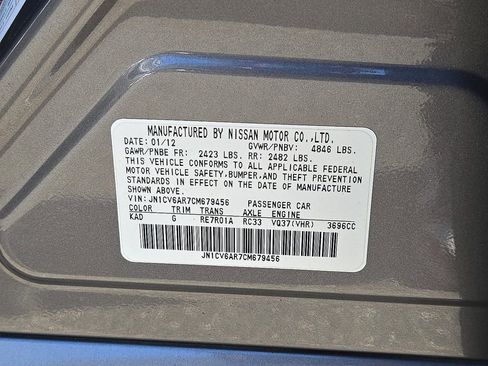 MANUFACTURED BY NISSAN MOTOR CO.,LTD.
DATE: 01/12 GVWR/PNBV: 4846 LBS.
GAWR/PNBE FR: 2423 LBS. RR: 2482 LBS.
THIS VEHICLE CONFORMS TO ALL APPLICABLE FEDERAL
MOTOR VEHICLE SAFETY,BUMPER,AND THEFT PREVENTION
STANDARDS IN EFFECT ON THE DATE OF MANUFACTURE
SHOWN ABOVE.
VIN: JN1CV6AR7CM679456 PASSENGER CAR
COLOR TRIM TRANS AXLE ENGINE
KAD G RE7R01A RC33 VQ37(VHR) 3696CC
JN1CV6AR7CM679456